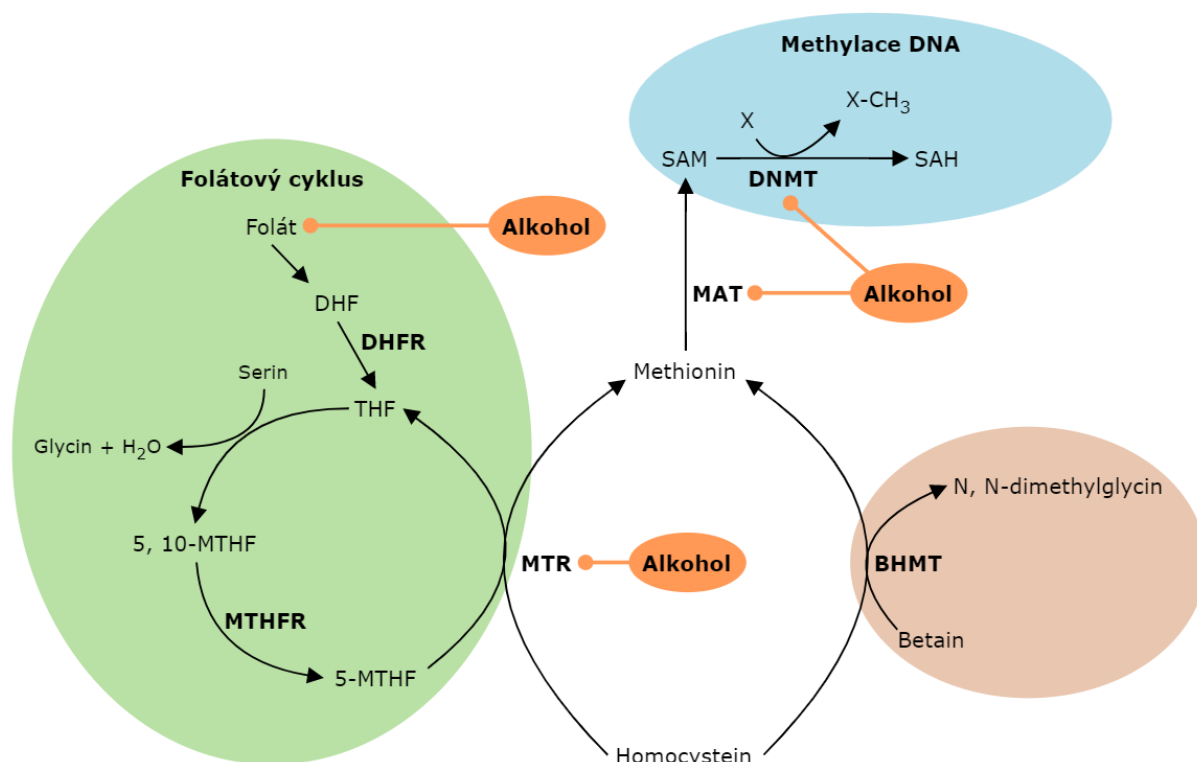 Methylace DNA
X-CH₃
X
SAM
SAH
DNMT
Folátový cyklus
Folát
Alkohol
DHF
MAT
Alkohol
DHFR
Serin
Methionin
THF
Glycin + H₂O
N, N-dimethylglycin
5, 10-MTHF
MTR
Alkohol
BHMT
MTHFR
Betain
5-MTHF
Homocystein